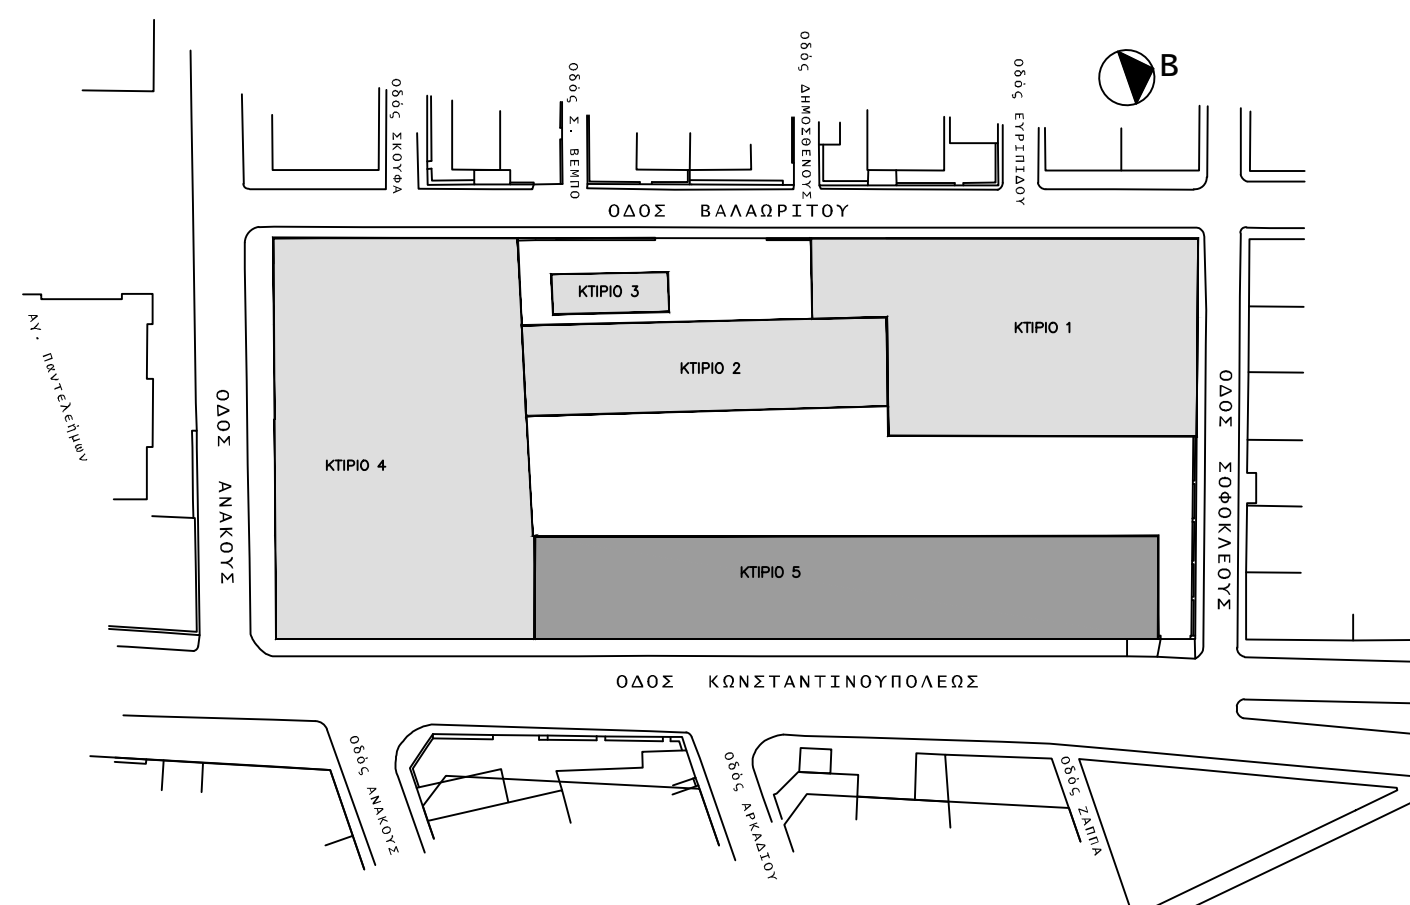 Οδός ΣΚΟΥΦΑ
Οδός Σ. ΒΕΜΠΟ
Οδός ΔΗΜΟΣΘΕΝΟΥΣ
Οδός ΕΥΡΙΠΙΔΟΥ
Β
ΟΔΟΣ ΒΑΛΑΩΡΙΤΟΥ
ΚΤΙΡΙΟ 3
ΚΤΙΡΙΟ 1
ΚΤΙΡΙΟ 2
ΚΤΙΡΙΟ 4
ΚΤΙΡΙΟ 5
Αγ. Παντελεήμων
ΟΔΟΣ ΑΝΑΚΟΥΣ
ΟΔΟΣ ΣΟΦΟΚΛΕΟΥΣ
ΟΔΟΣ ΚΩΝΣΤΑΝΤΙΝΟΥΠΟΛΕΩΣ
Οδός ΑΝΑΚΟΥΣ
Οδός ΑΡΚΑΔΙΟΥ
Οδός ΖΑΠΠΑ